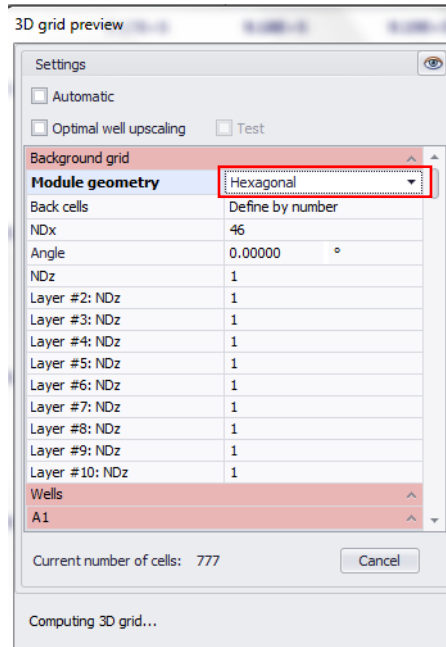 3D grid preview
Settings
Automatic
Optimal well upscaling Test
Background grid
Module geometry Hexagonal
Back cells Define by number
NDx 46
Angle 0.00000 °
NDz 1
Layer #2: NDz 1
Layer #3: NDz 1
Layer #4: NDz 1
Layer #5: NDz 1
Layer #6: NDz 1
Layer #7: NDz 1
Layer #8: NDz 1
Layer #9: NDz 1
Layer #10: NDz 1
Wells
A1
Current number of cells: 777 Cancel
Computing 3D grid...